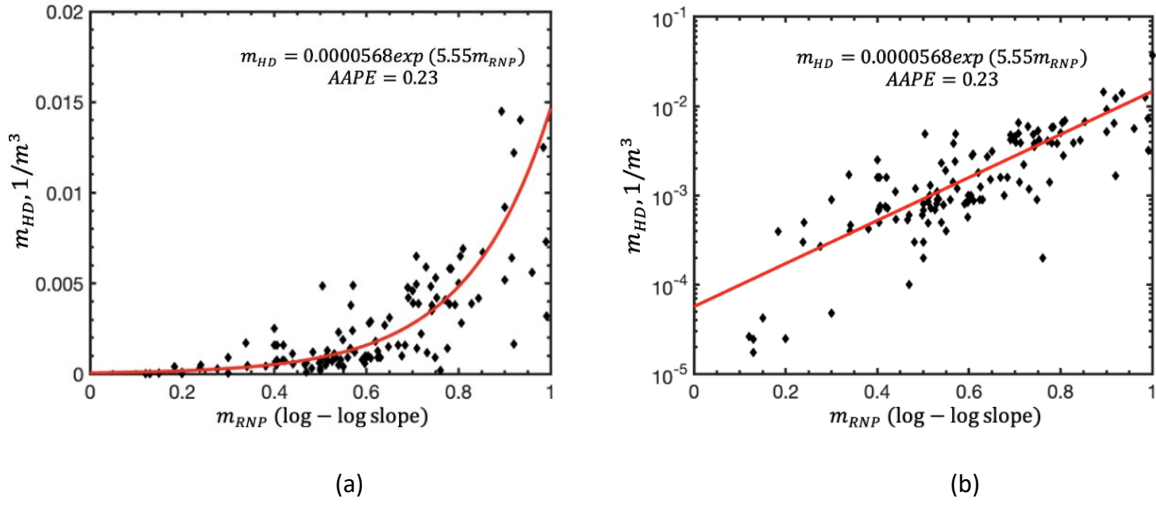 0.02
0.015
0.01
0.005
0
m_HD, 1/m³
m_HD = 0.0000568exp (5.55m_RNP)
AAPE = 0.23
0 0.2 0.4 0.6 0.8 1
m_RNP (log − log slope)
(a)
10⁻¹
10⁻²
10⁻³
10⁻⁴
10⁻⁵
m_HD, 1/m³
m_HD = 0.0000568exp (5.55m_RNP)
AAPE = 0.23
0 0.2 0.4 0.6 0.8 1
m_RNP (log − log slope)
(b)